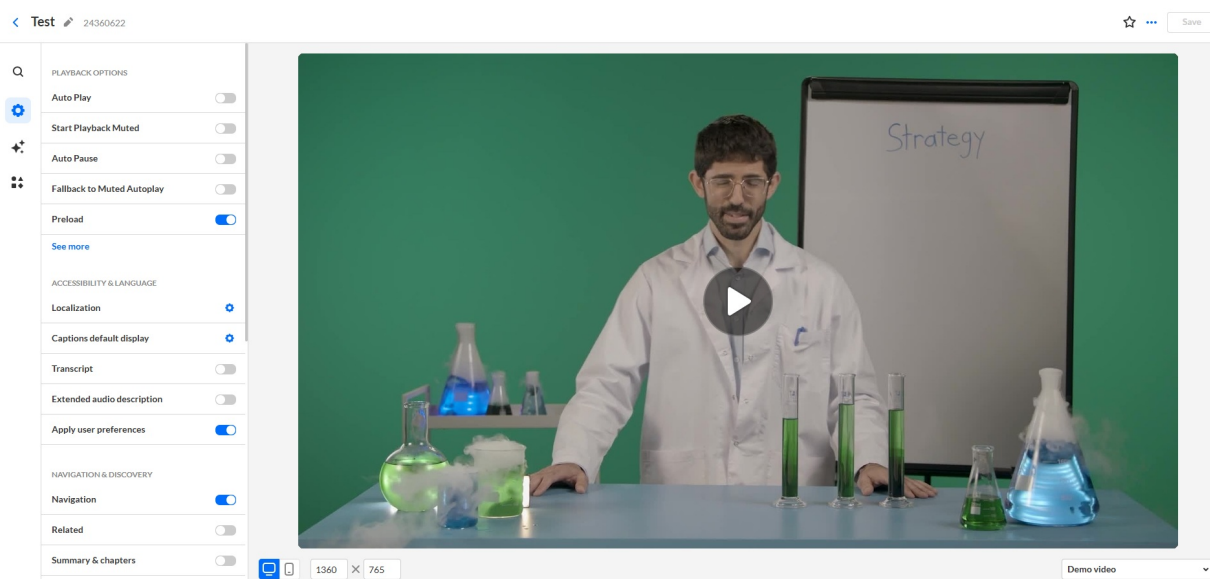 Test 24360622
Save
PLAYBACK OPTIONS
Auto Play
Start Playback Muted
Auto Pause
Fallback to Muted Autoplay
Preload
See more
ACCESSIBILITY & LANGUAGE
Localization
Captions default display
Transcript
Extended audio description
Apply user preferences
NAVIGATION & DISCOVERY
Navigation
Related
Summary & chapters
Strategy
1360 X 765
Demo video